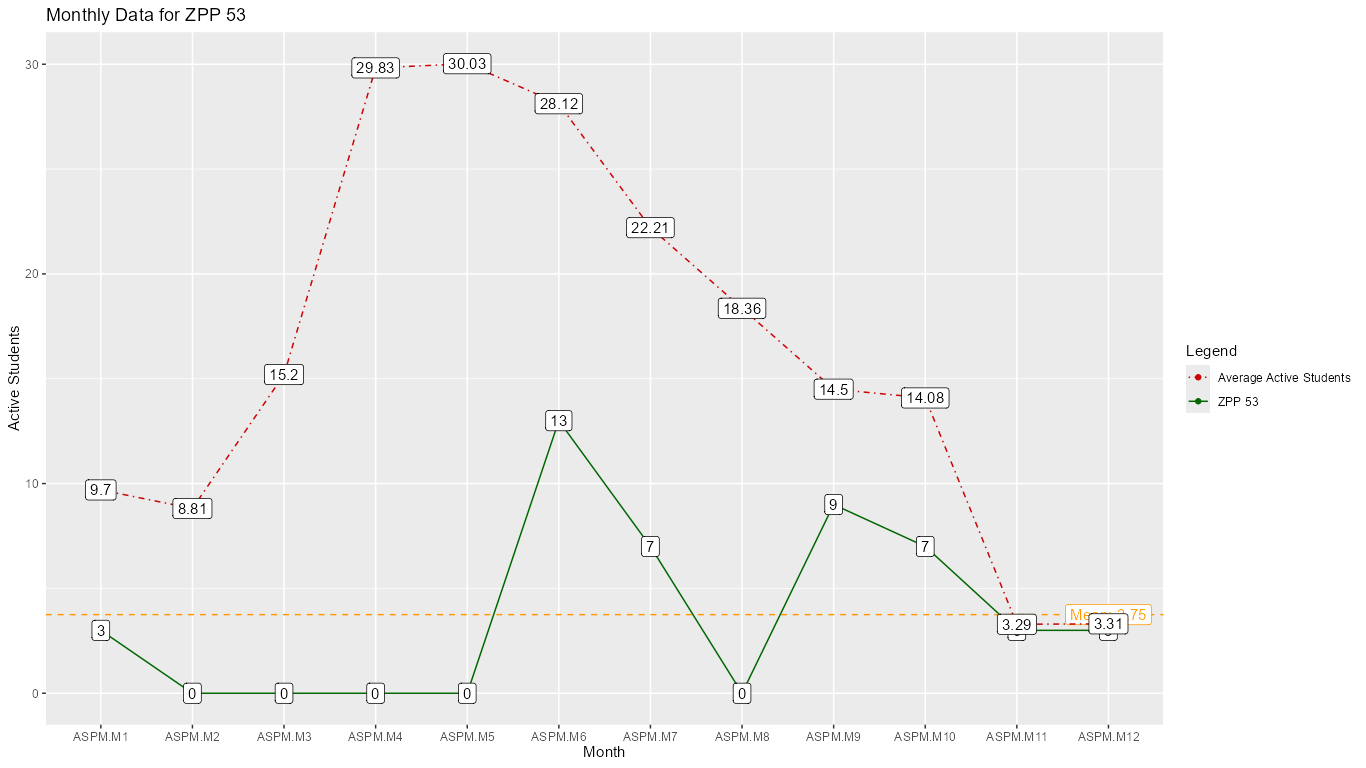 Monthly Data for ZPP 53
Active Students
30
20
10
0
29.83
30.03
28.12
22.21
18.36
15.2
14.5
14.08
13
9.7
8.81
9
7
7
3.75
3.29
3.31
3
0
0
0
0
0
ASPM.M1
ASPM.M2
ASPM.M3
ASPM.M4
ASPM.M5
ASPM.M6
ASPM.M7
ASPM.M8
ASPM.M9
ASPM.M10
ASPM.M11
ASPM.M12
Month
Legend
Average Active Students
ZPP 53